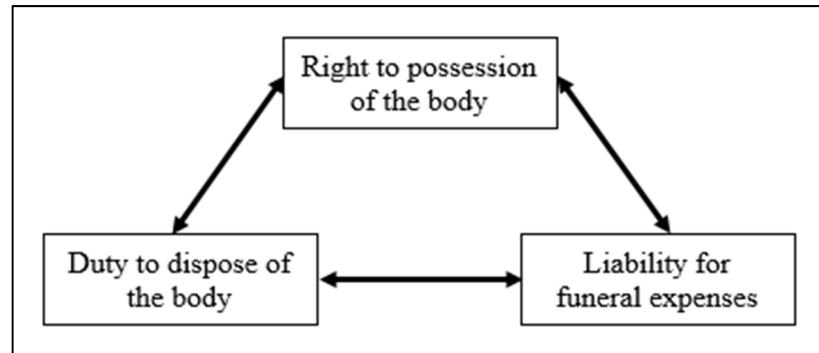 Right to possession
of the body
Duty to dispose of
the body
Liability for
funeral expenses